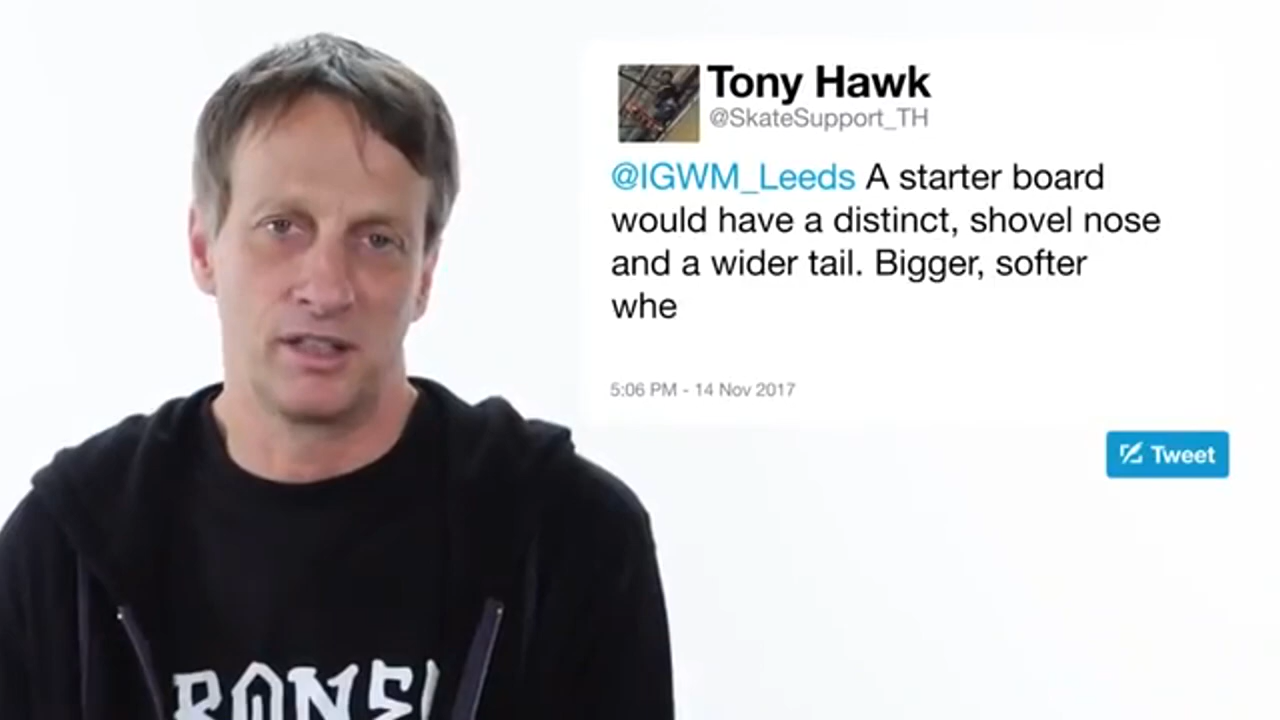 Tony Hawk
@SkateSupport_TH
@IGWM_Leeds A starter board
would have a distinct, shovel nose
and a wider tail. Bigger, softer
whe
5:06 PM - 14 Nov 2017
Tweet
BONES